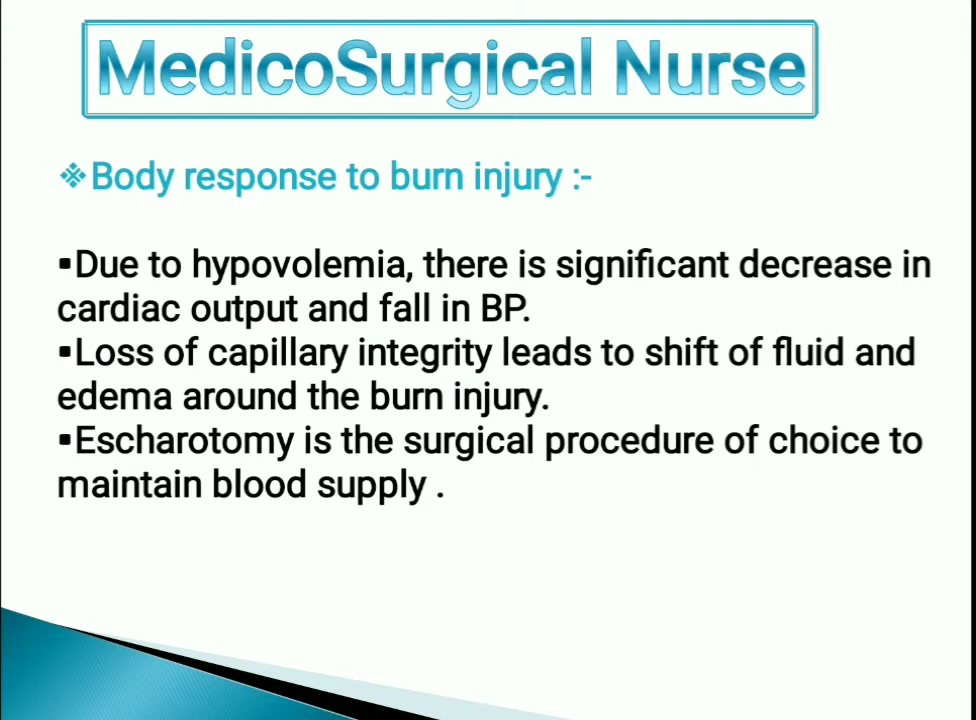 MedicoSurgical Nurse
❖Body response to burn injury :-
▪Due to hypovolemia, there is significant decrease in
cardiac output and fall in BP.
▪Loss of capillary integrity leads to shift of fluid and
edema around the burn injury.
▪Escharotomy is the surgical procedure of choice to
maintain blood supply .